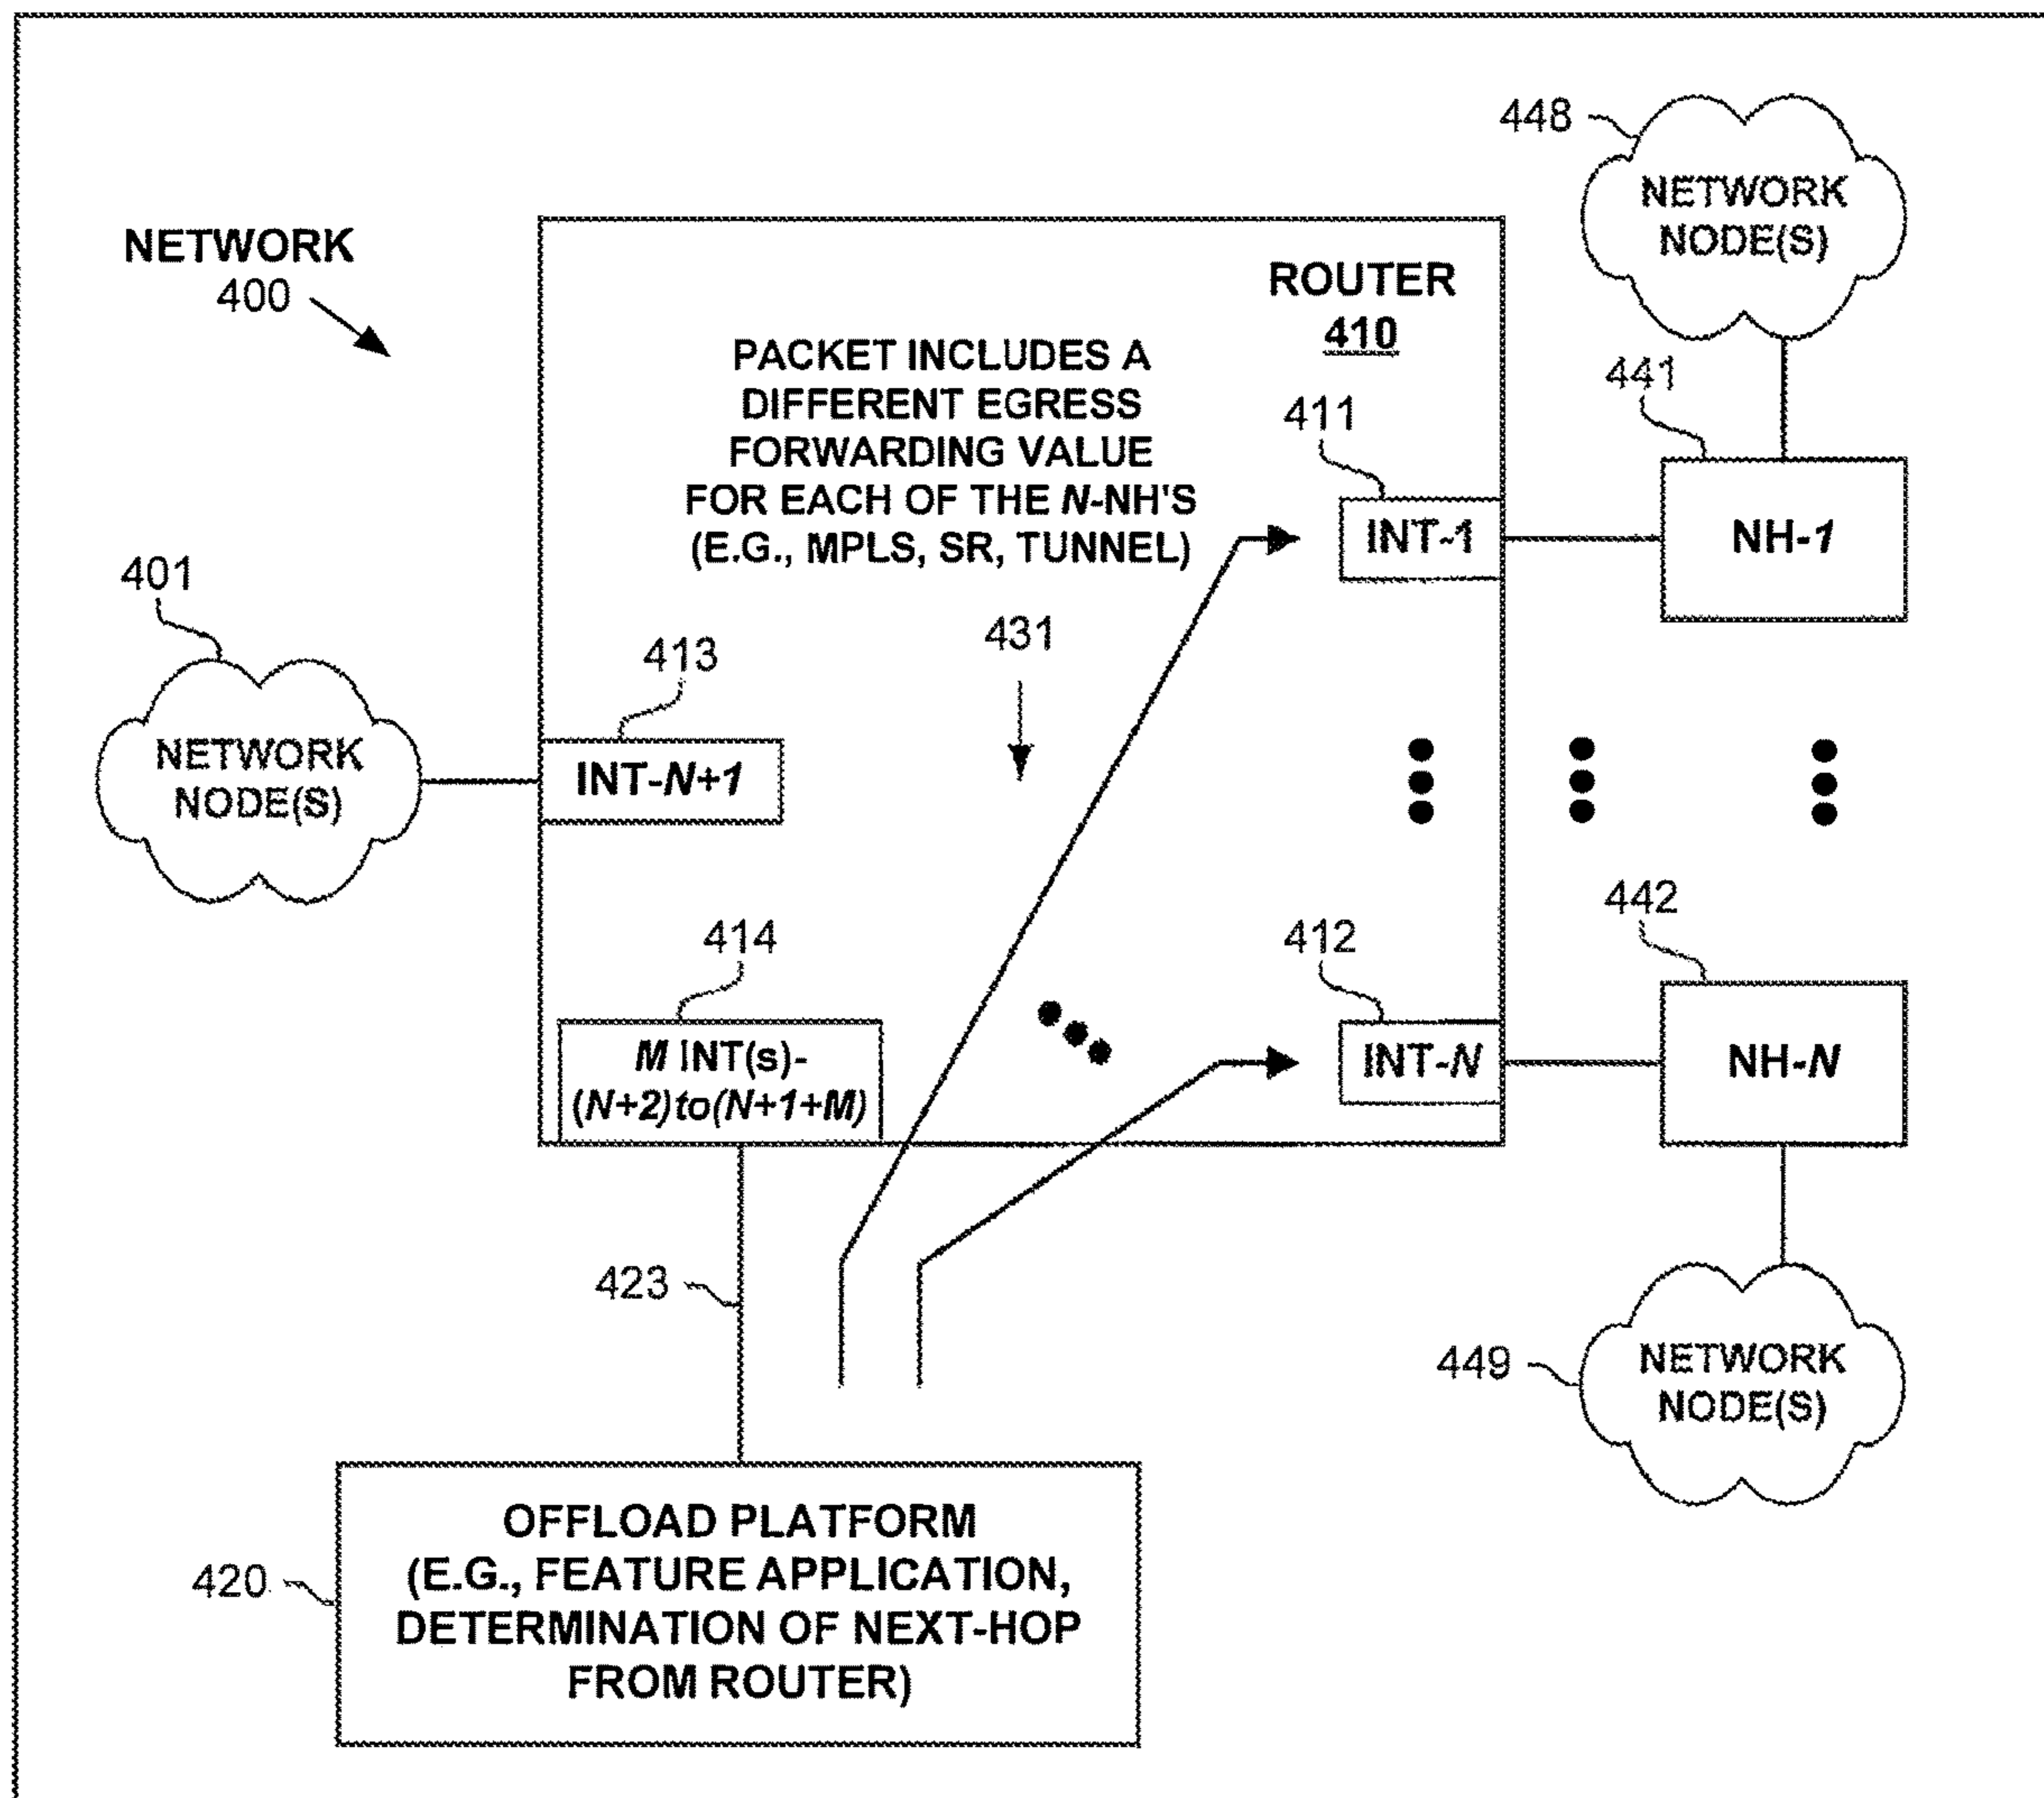 448
NETWORK
NODE(S)
NETWORK
400
ROUTER
410
PACKET INCLUDES A
DIFFERENT EGRESS
FORWARDING VALUE
FOR EACH OF THE N-NH'S
(E.G., MPLS, SR, TUNNEL)
441
411
INT-1
NH-1
401
431
413
NETWORK
NODE(S)
INT-N+1
442
414
412
M INT(s)-
(N+2)to(N+1+M)
INT-N
NH-N
423
449
NETWORK
NODE(S)
420
OFFLOAD PLATFORM
(E.G., FEATURE APPLICATION,
DETERMINATION OF NEXT-HOP
FROM ROUTER)